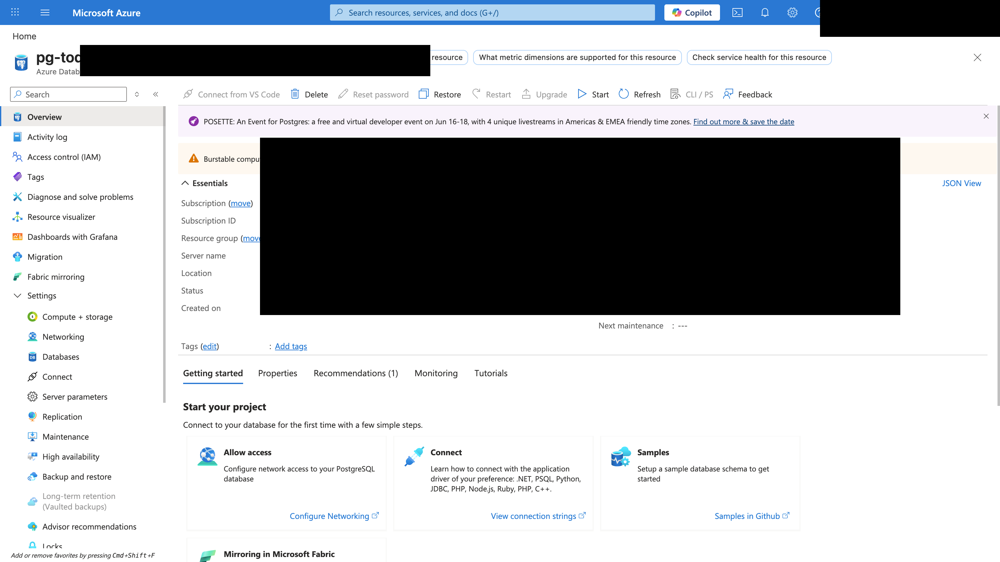 Microsoft Azure
Search resources, services, and docs (G+/)
Copilot
Home
resource
What metric dimensions are supported for this resource
Check service health for this resource
Search
Connect from VS Code
Delete
Reset password
Restore
Restart
Upgrade
Start
Refresh
CLI / PS
Feedback
Overview
Activity log
Access control (IAM)
Tags
Diagnose and solve problems
Resource visualizer
Dashboards with Grafana
Migration
Fabric mirroring
Settings
Compute + storage
Networking
Databases
DB
Connect
Server parameters
Replication
Maintenance
High availability
Backup and restore
Long-term retention
(Vaulted backups)
Advisor recommendations
Locks
Add or remove favorites by pressing Cmd+Shift+F
POSETTE: An Event for Postgres: a free and virtual developer event on Jun 16-18, with 4 unique livestreams in Americas & EMEA friendly time zones. Find out more & save the date
Burstable
Essentials
JSON View
Subscription (move)
Subscription ID
Resource group (move
Server name
Location
Status
Created on
Next maintenance : ---
Tags (edit) : Add tags
Getting started
Properties
Recommendations (1)
Monitoring
Tutorials
Start your project
Connect to your database for the first time with a few simple steps.
Allow access
Configure network access to your PostgreSQL
database
Configure Networking
Connect
Learn how to connect with the application
driver of your preference: .NET, PSQL, Python,
JDBC, PHP, Node.js, Ruby, PHP, C++.
View connection strings
Samples
Setup a sample database schema to get
started
Samples in Github
Mirroring in Microsoft Fabric